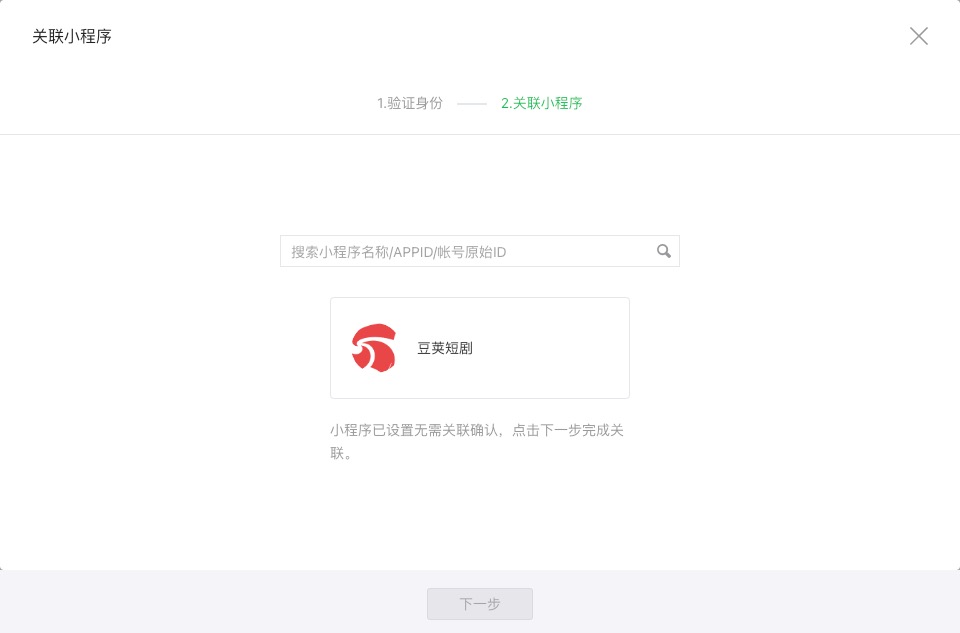 关联小程序
1.验证身份
2.关联小程序
搜索小程序名称/APPID/帐号原始ID
豆荚短剧
小程序已设置无需关联确认，点击下一步完成关
联。
下一步